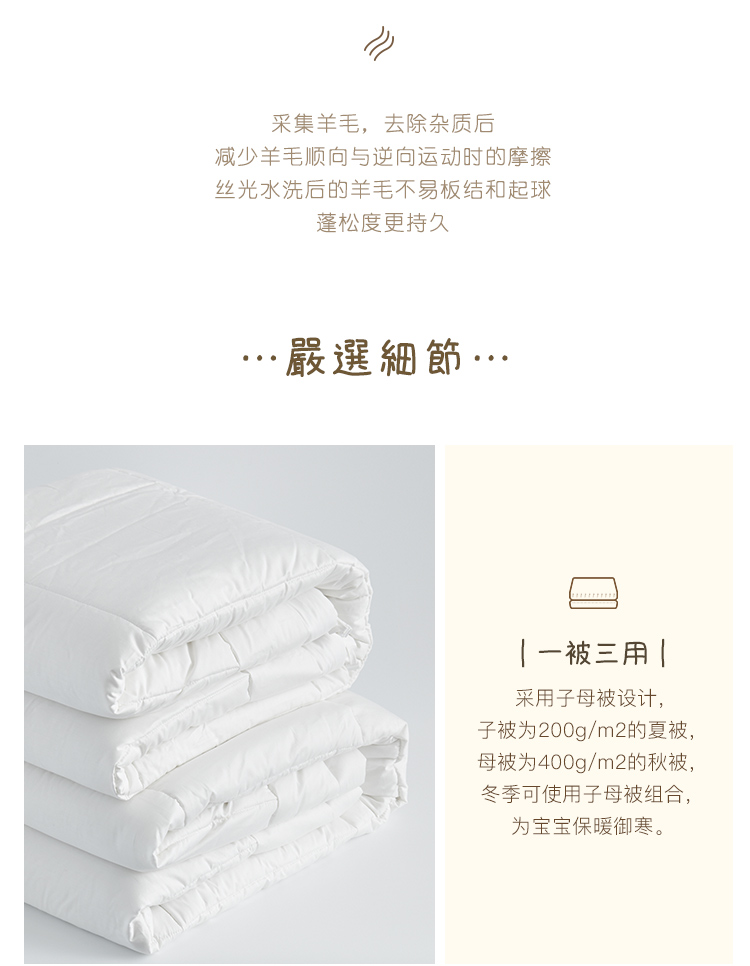 采集羊毛，去除杂质后
减少羊毛顺向与逆向运动时的摩擦
丝光水洗后的羊毛不易板结和起球
蓬松度更持久
…嚴選細節…
| 一被三用 |
采用子母被设计，
子被为200g/m2的夏被，
母被为400g/m2的秋被，
冬季可使用子母被组合，
为宝宝保暖御寒。